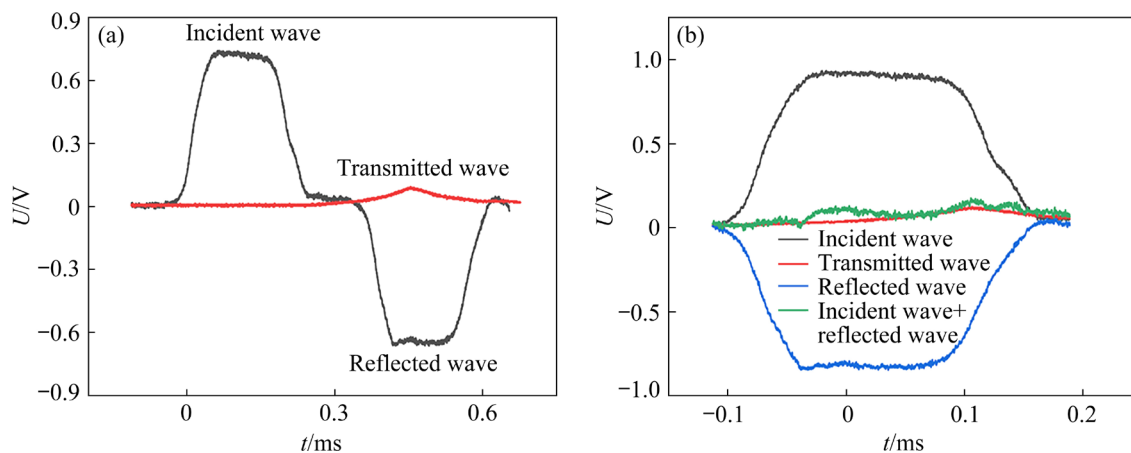 (a)
Incident wave
Transmitted wave
Reflected wave
0.9
0.6
0.3
0
−0.3
−0.6
−0.9
U/V
0
0.3
0.6
t/ms
(b)
1.0
0.5
0
−0.5
−1.0
U/V
Incident wave
Transmitted wave
Reflected wave
Incident wave+
reflected wave
−0.1
0
0.1
0.2
t/ms